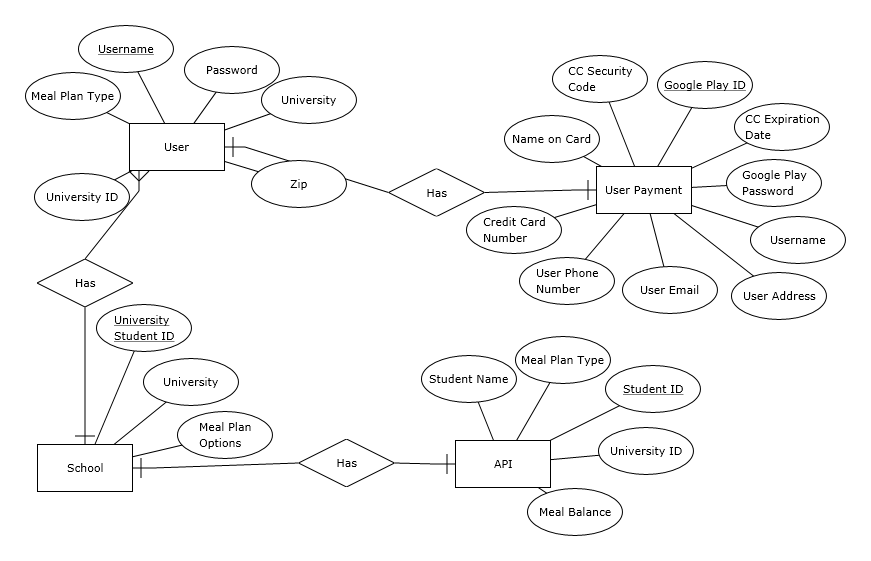 Username
Password
Meal Plan Type
University
User
University ID
Zip
Has
CC Security
Code
Google Play ID
CC Expiration
Date
Name on Card
Google Play
Password
Has
User Payment
Credit Card
Number
Username
User Phone
Number
User Email
User Address
University
Student ID
University
Meal Plan
Options
School
Has
Student Name
Meal Plan Type
Student ID
University ID
API
Meal Balance